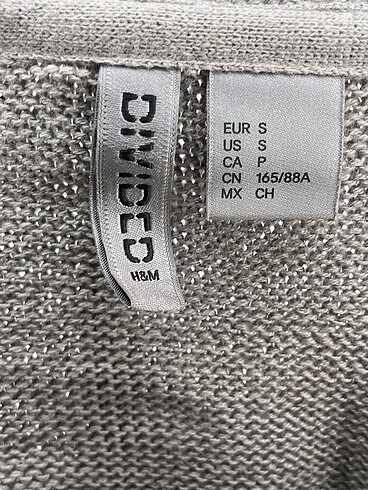 DIVIDED
H&M
EUR S
US S
CA P
CN 165/88A
MX CH